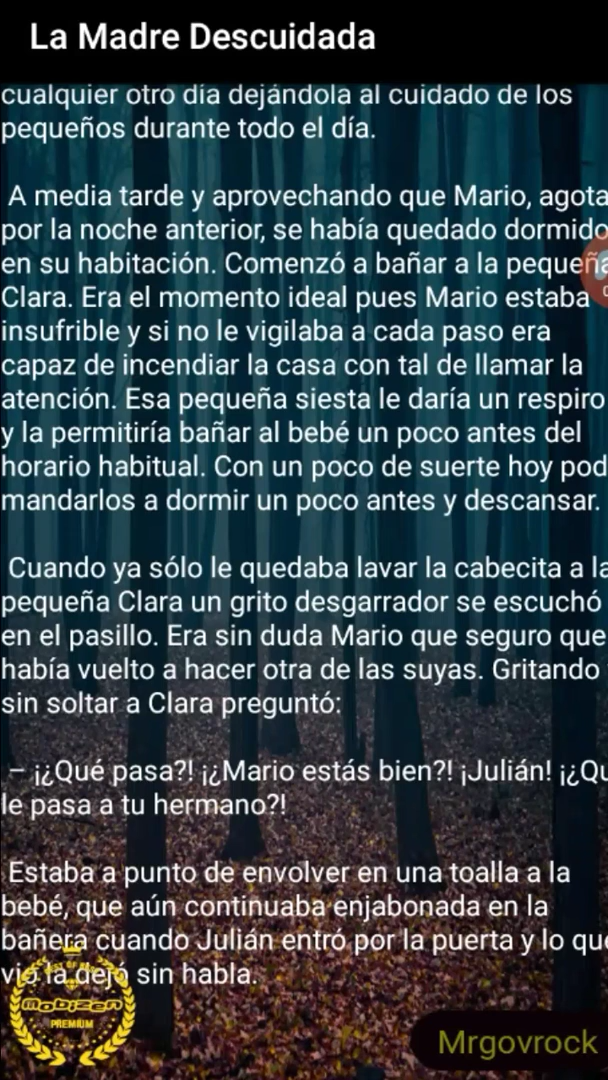 La Madre Descuidada
cualquier otro día dejándola al cuidado de los
pequeños durante todo el día.
A media tarde y aprovechando que Mario, agota
por la noche anterior, se había quedado dormido
en su habitación. Comenzó a bañar a la pequeña
Clara. Era el momento ideal pues Mario estaba
insufrible y si no le vigilaba a cada paso era
capaz de incendiar la casa con tal de llamar la
atención. Esa pequeña siesta le daría un respiro
y la permitiría bañar al bebé un poco antes del
horario habitual. Con un poco de suerte hoy pod
mandarlos a dormir un poco antes y descansar.
Cuando ya sólo le quedaba lavar la cabecita a la
pequeña Clara un grito desgarrador se escuchó
en el pasillo. Era sin duda Mario que seguro que
había vuelto a hacer otra de las suyas. Gritando
sin soltar a Clara preguntó:
– ¡¿Qué pasa?! ¡¿Mario estás bien?! ¡Julián! ¡¿Qu
le pasa a tu hermano?!
Estaba a punto de envolver en una toalla a la
bebé, que aún continuaba enjabonada en la
bañera cuando Julián entró por la puerta y lo que
vio la dejó sin habla.
Mobizen
PREMIUM
Mrgovrock